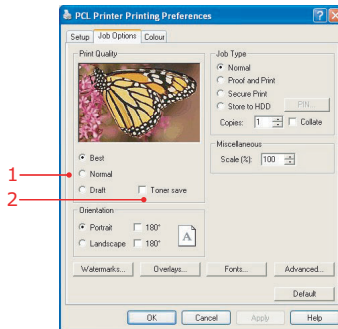 PCL Printer Printing Preferences
Setup Job Options Colour
Print Quality
Best
1
Normal
Draft Toner save
2
Orientation
Portrait 180°
Landscape 180°
A
Job Type
Normal
Proof and Print
Secure Print
Store to HDD PIN...
Copies: 1 Collate
Miscellaneous
Scale (%): 100
Watermarks... Overlays... Fonts... Advanced...
Default
OK Cancel Apply Help